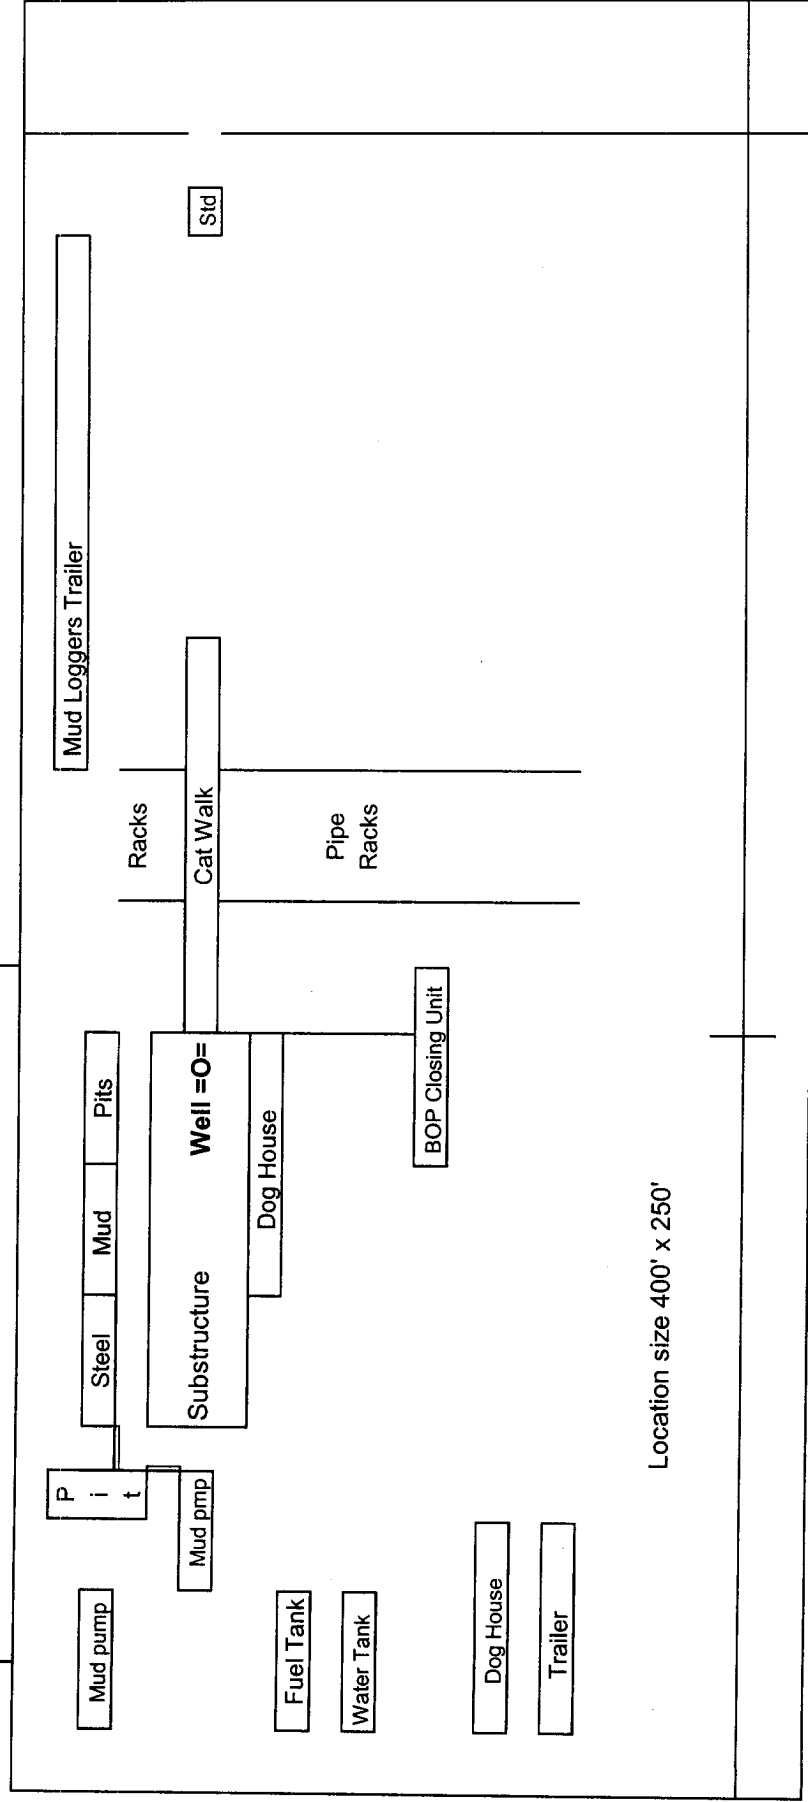 Mud Loggers Trailer
Std
Racks
Cat Walk
Pipe
Racks
Steel
Mud
Pits
Substructure
Well =O=
Dog House
BOP Closing Unit
P
i
t
Mud pmp
Mud pump
Fuel Tank
Water Tank
Dog House
Trailer
Location size 400' x 250'